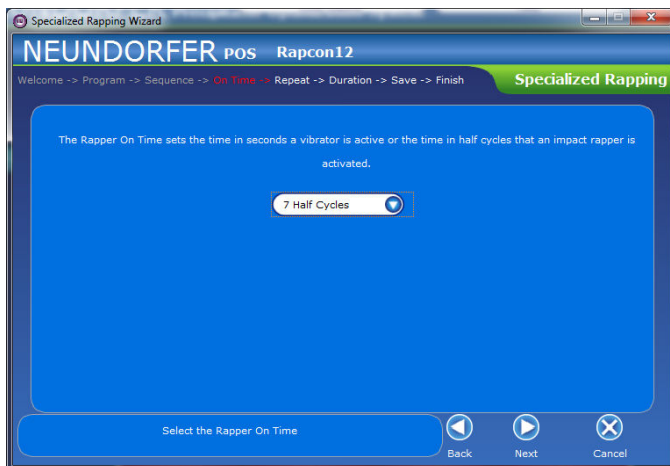 Specialized Rapping Wizard
NEUNDORFER POS Rapcon12
Welcome -> Program -> Sequence -> On Time -> Repeat -> Duration -> Save -> Finish
Specialized Rapping
The Rapper On Time sets the time in seconds a vibrator is active or the time in half cycles that an impact rapper is
activated.
7 Half Cycles
Select the Rapper On Time
Back
Next
Cancel